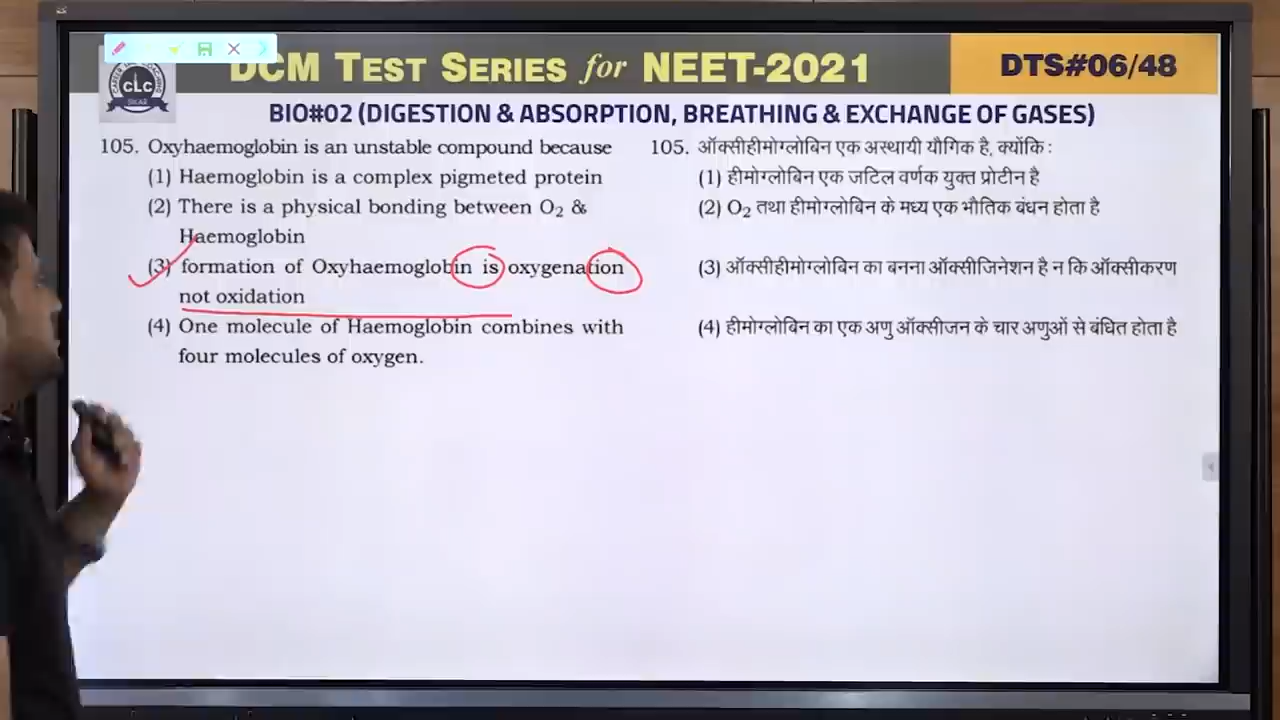 DCM TEST SERIES for NEET-2021
DTS#06/48
CLC
SIKAR
BIO#02 (DIGESTION & ABSORPTION, BREATHING & EXCHANGE OF GASES)
105. Oxyhaemoglobin is an unstable compound because
(1) Haemoglobin is a complex pigmeted protein
(2) There is a physical bonding between O₂ &
Haemoglobin
(3) formation of Oxyhaemoglobin is oxygenation
not oxidation
(4) One molecule of Haemoglobin combines with
four molecules of oxygen.
105. ऑक्सीहीमोग्लोबिन एक अस्थायी यौगिक है, क्योंकि :
(1) हीमोग्लोबिन एक जटिल वर्णक युक्त प्रोटीन है
(2) O₂ तथा हीमोग्लोबिन के मध्य एक भौतिक बंधन होता है
(3) ऑक्सीहीमोग्लोबिन का बनना ऑक्सीजिनेशन है न कि ऑक्सीकरण
(4) हीमोग्लोबिन का एक अणु ऑक्सीजन के चार अणुओं से बंधित होता है